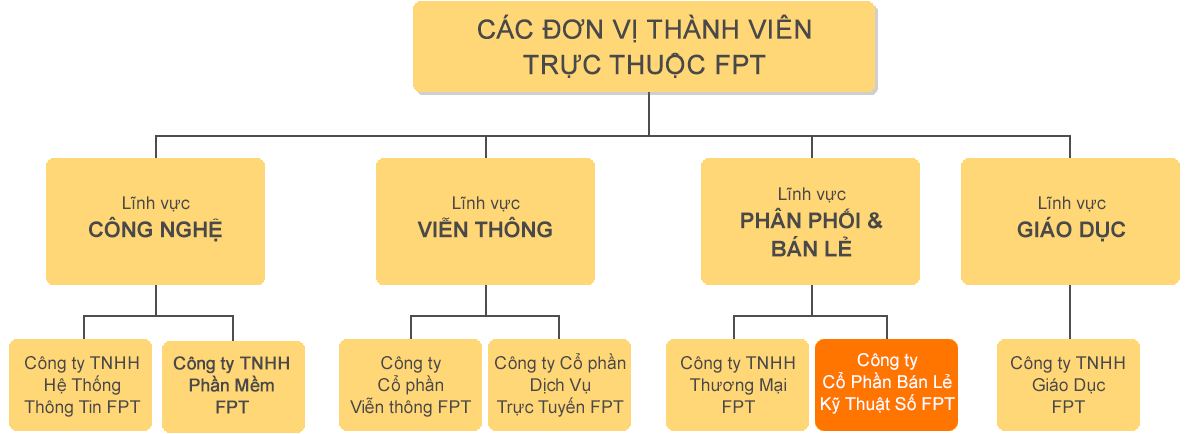 CÁC ĐƠN VỊ THÀNH VIÊN
TRỰC THUỘC FPT
Lĩnh vực
CÔNG NGHỆ
Lĩnh vực
VIỄN THÔNG
Lĩnh vực
PHÂN PHỐI &
BÁN LẺ
Lĩnh vực
GIÁO DỤC
Công ty TNHH
Hệ Thống
Thông Tin FPT
Công ty TNHH
Phần Mềm
FPT
Công ty
Cổ phần
Viễn thông FPT
Công ty Cổ phần
Dịch Vụ
Trực Tuyến FPT
Công ty TNHH
Thương Mại
FPT
Công ty
Cổ Phần Bán Lẻ
Kỹ Thuật Số FPT
Công ty TNHH
Giáo Dục
FPT